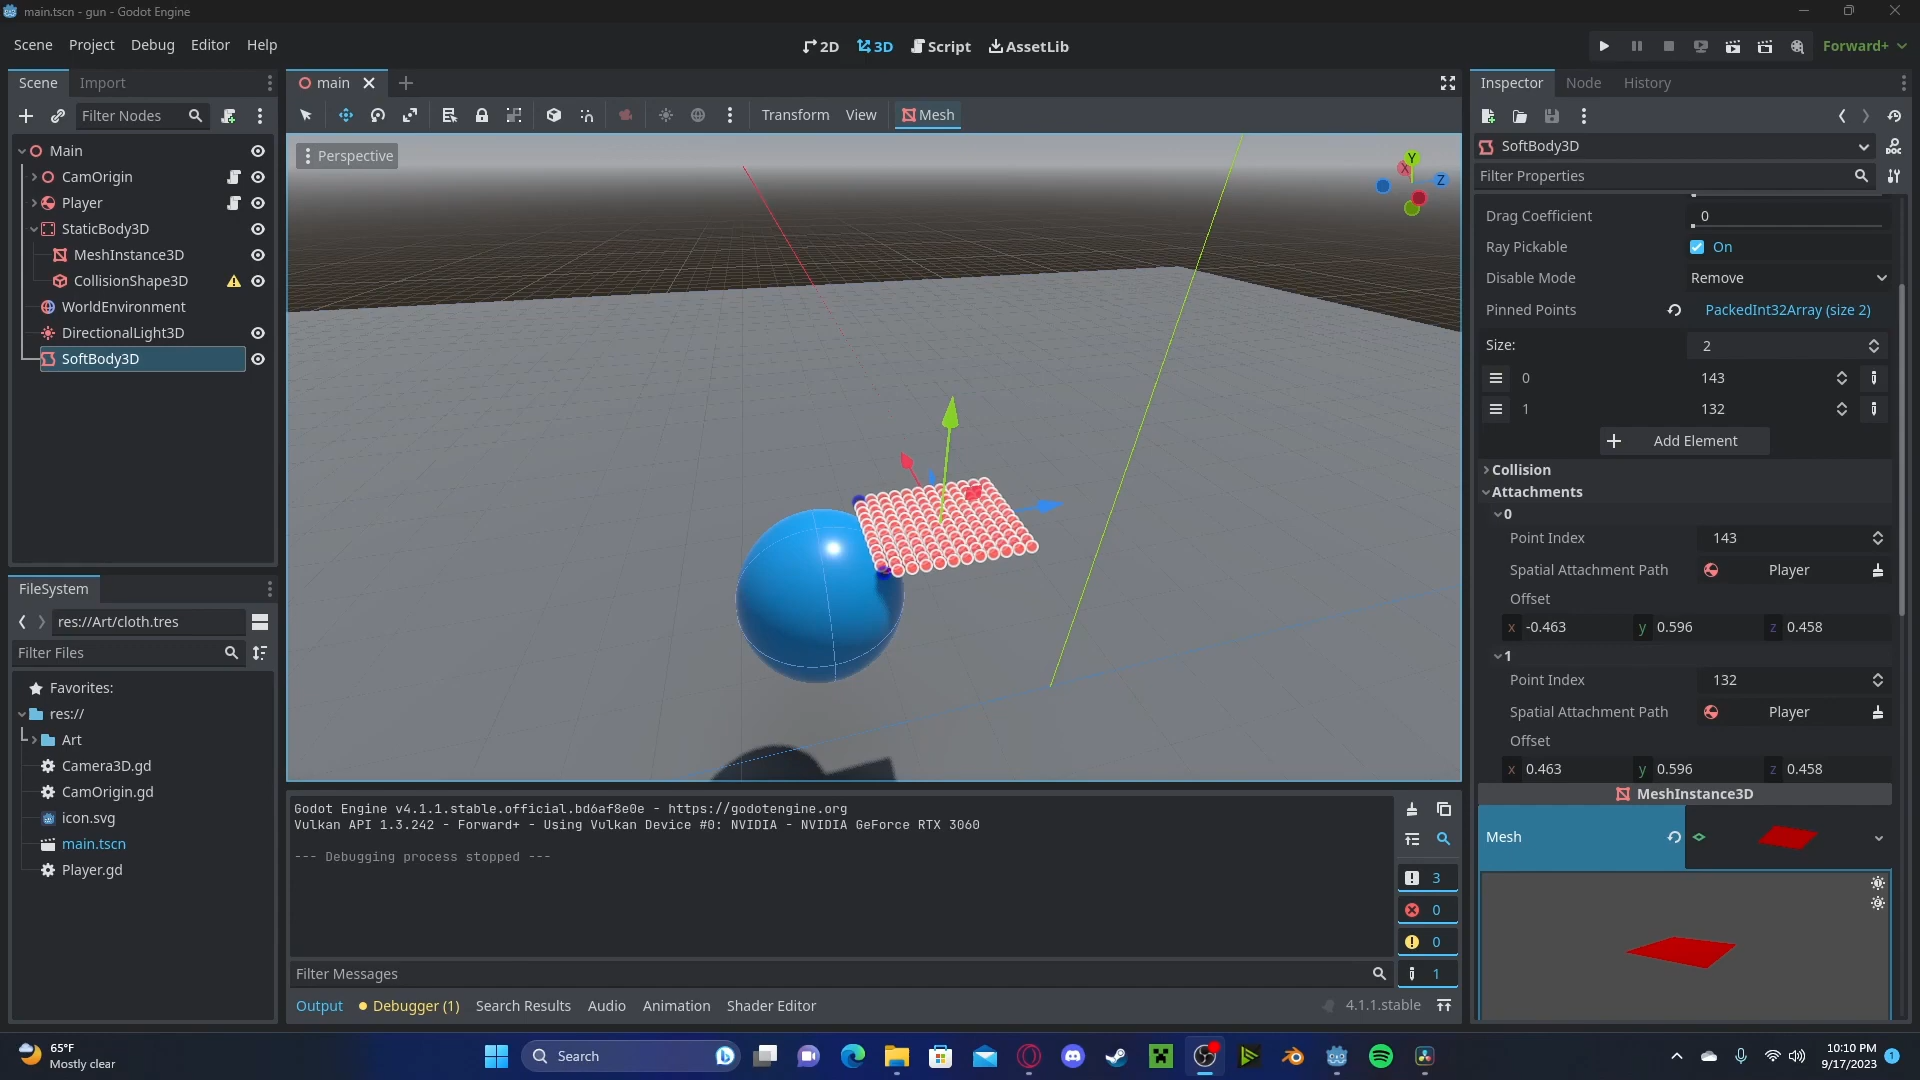 main.tscn - gun - Godot Engine
Scene Project Debug Editor Help
2D 3D Script AssetLib
Forward+
Scene Import
Filter Nodes
Main
CamOrigin
Player
StaticBody3D
MeshInstance3D
CollisionShape3D
WorldEnvironment
DirectionalLight3D
SoftBody3D
FileSystem
res://Art/cloth.tres
Filter Files
Favorites:
res://
Art
Camera3D.gd
CamOrigin.gd
icon.svg
main.tscn
Player.gd
main
Transform View Mesh
Perspective
Y
X
Z
Godot Engine v4.1.1.stable.official.bd6af8e0e - https://godotengine.org
Vulkan API 1.3.242 - Forward+ - Using Vulkan Device #0: NVIDIA - NVIDIA GeForce RTX 3060
--- Debugging process stopped ---
3
0
0
1
Filter Messages
Output Debugger (1) Search Results Audio Animation Shader Editor 4.1.1.stable
Inspector Node History
SoftBody3D
Filter Properties
Drag Coefficient 0
Ray Pickable On
Disable Mode Remove
Pinned Points PackedInt32Array (size 2)
Size: 2
0 143
1 132
Add Element
Collision
Attachments
0
Point Index 143
Spatial Attachment Path Player
Offset
x -0.463 y 0.596 z 0.458
1
Point Index 132
Spatial Attachment Path Player
Offset
x 0.463 y 0.596 z 0.458
MeshInstance3D
Mesh
65°F
Mostly clear
Search
10:10 PM
9/17/2023
1